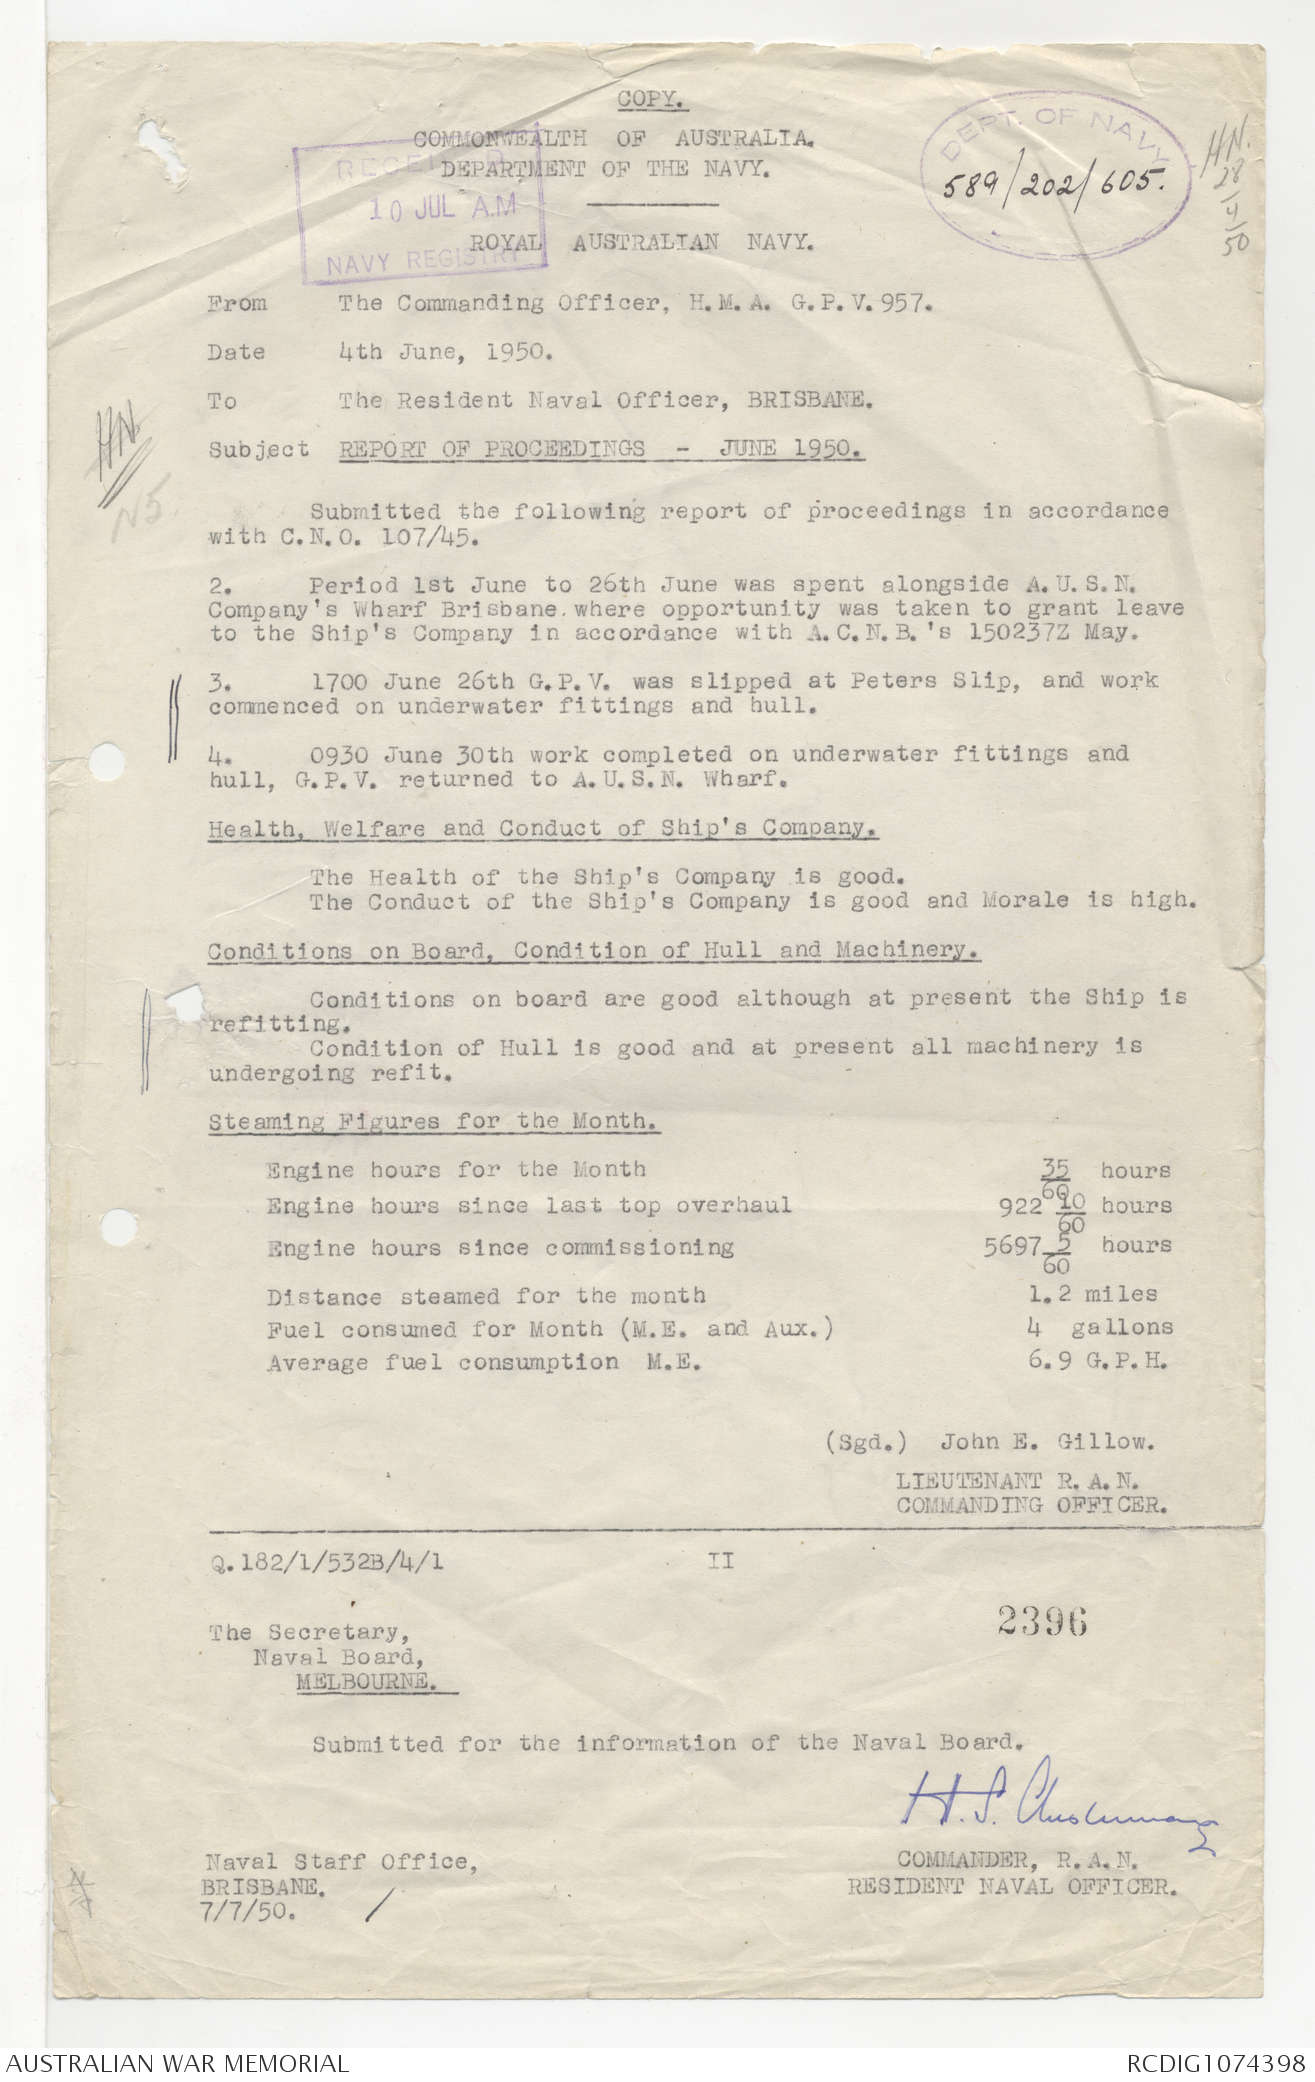 COPY.
COMMONWEALTH OF AUSTRALIA.
DEPARTMENT OF THE NAVY.
ROYAL AUSTRALIAN NAVY.
RECEIVED
10 JUL A.M
NAVY REGISTRY
DEPT. OF NAVY
589/202/605.
HN.
28
/4/
50
From The Commanding Officer, H.M.A. G.P.V.957.
Date 4th June, 1950.
To The Resident Naval Officer, BRISBANE.
Subject REPORT OF PROCEEDINGS - JUNE 1950.
HN
N5.
Submitted the following report of proceedings in accordance
with C.N.O. 107/45.
2. Period 1st June to 26th June was spent alongside A.U.S.N.
Company's Wharf Brisbane.where opportunity was taken to grant leave
to the Ship's Company in accordance with A.C.N.B.'s 150237Z May.
3. 1700 June 26th G.P.V. was slipped at Peters Slip, and work
commenced on underwater fittings and hull.
4. 0930 June 30th work completed on underwater fittings and
hull, G.P.V. returned to A.U.S.N. Wharf.
Health, Welfare and Conduct of Ship's Company.
The Health of the Ship's Company is good.
The Conduct of the Ship's Company is good and Morale is high.
Conditions on Board, Condition of Hull and Machinery.
Conditions on board are good although at present the Ship is
refitting.
Condition of Hull is good and at present all machinery is
undergoing refit.
Steaming Figures for the Month.
Engine hours for the Month 35/60 hours
Engine hours since last top overhaul 922 10/60 hours
Engine hours since commissioning 5697 5/60 hours
Distance steamed for the month 1.2 miles
Fuel consumed for Month (M.E. and Aux.) 4 gallons
Average fuel consumption M.E. 6.9 G.P.H.
(Sgd.) John E. Gillow.
LIEUTENANT R.A.N.
COMMANDING OFFICER.
Q.182/1/532B/4/1 II
2396
The Secretary,
Naval Board,
MELBOURNE.
Submitted for the information of the Naval Board.
H.S.
COMMANDER, R.A.N.
RESIDENT NAVAL OFFICER.
Naval Staff Office,
BRISBANE.
7/7/50. /
AUSTRALIAN WAR MEMORIAL RCDIG1074398